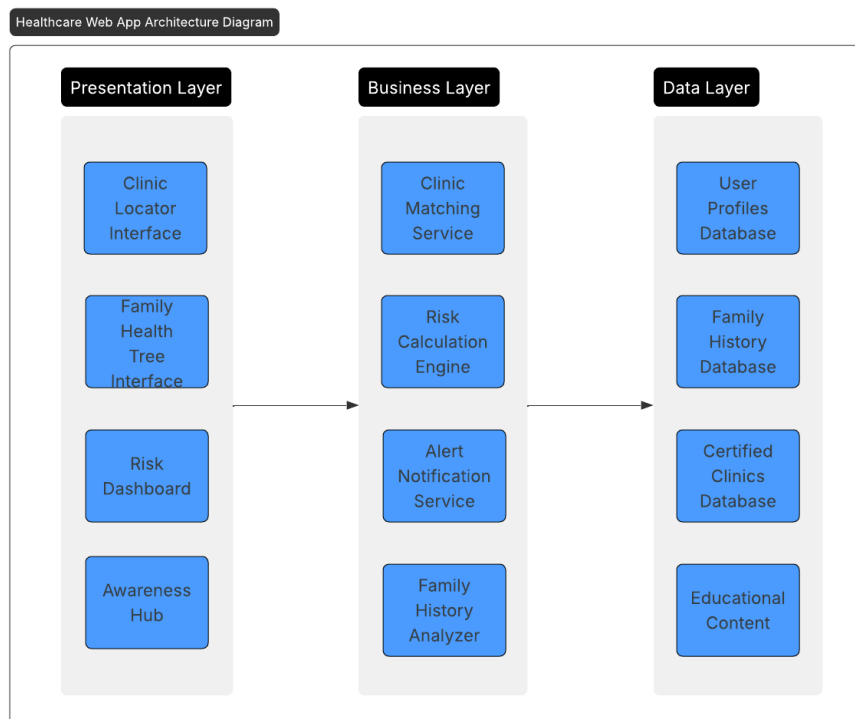 Healthcare Web App Architecture Diagram
Presentation Layer
Clinic
Locator
Interface
Family
Health
Tree
Interface
Risk
Dashboard
Awareness
Hub
Business Layer
Clinic
Matching
Service
Risk
Calculation
Engine
Alert
Notification
Service
Family
History
Analyzer
Data Layer
User
Profiles
Database
Family
History
Database
Certified
Clinics
Database
Educational
Content